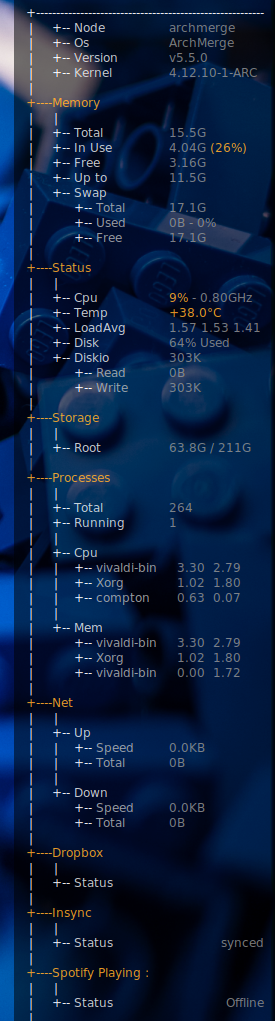 +-- Node archmerge
+-- Os ArchMerge
+-- Version v5.5.0
+-- Kernel 4.12.10-1-ARC
+----Memory
+-- Total 15.5G
+-- In Use 4.04G (26%)
+-- Free 3.16G
+-- Up to 11.5G
+-- Swap
+-- Total 17.1G
+-- Used 0B - 0%
+-- Free 17.1G
+----Status
+-- Cpu 9% - 0.80GHz
+-- Temp +38.0°C
+-- LoadAvg 1.57 1.53 1.41
+-- Disk 64% Used
+-- Diskio 303K
+-- Read 0B
+-- Write 303K
+----Storage
+-- Root 63.8G / 211G
+----Processes
+-- Total 264
+-- Running 1
+-- Cpu
+-- vivaldi-bin 3.30 2.79
+-- Xorg 1.02 1.80
+-- compton 0.63 0.07
+-- Mem
+-- vivaldi-bin 3.30 2.79
+-- Xorg 1.02 1.80
+-- vivaldi-bin 0.00 1.72
+----Net
+-- Up
+-- Speed 0.0KB
+-- Total 0B
+-- Down
+-- Speed 0.0KB
+-- Total 0B
+----Dropbox
+-- Status
+----Insync
+-- Status synced
+----Spotify Playing :
+-- Status Offline